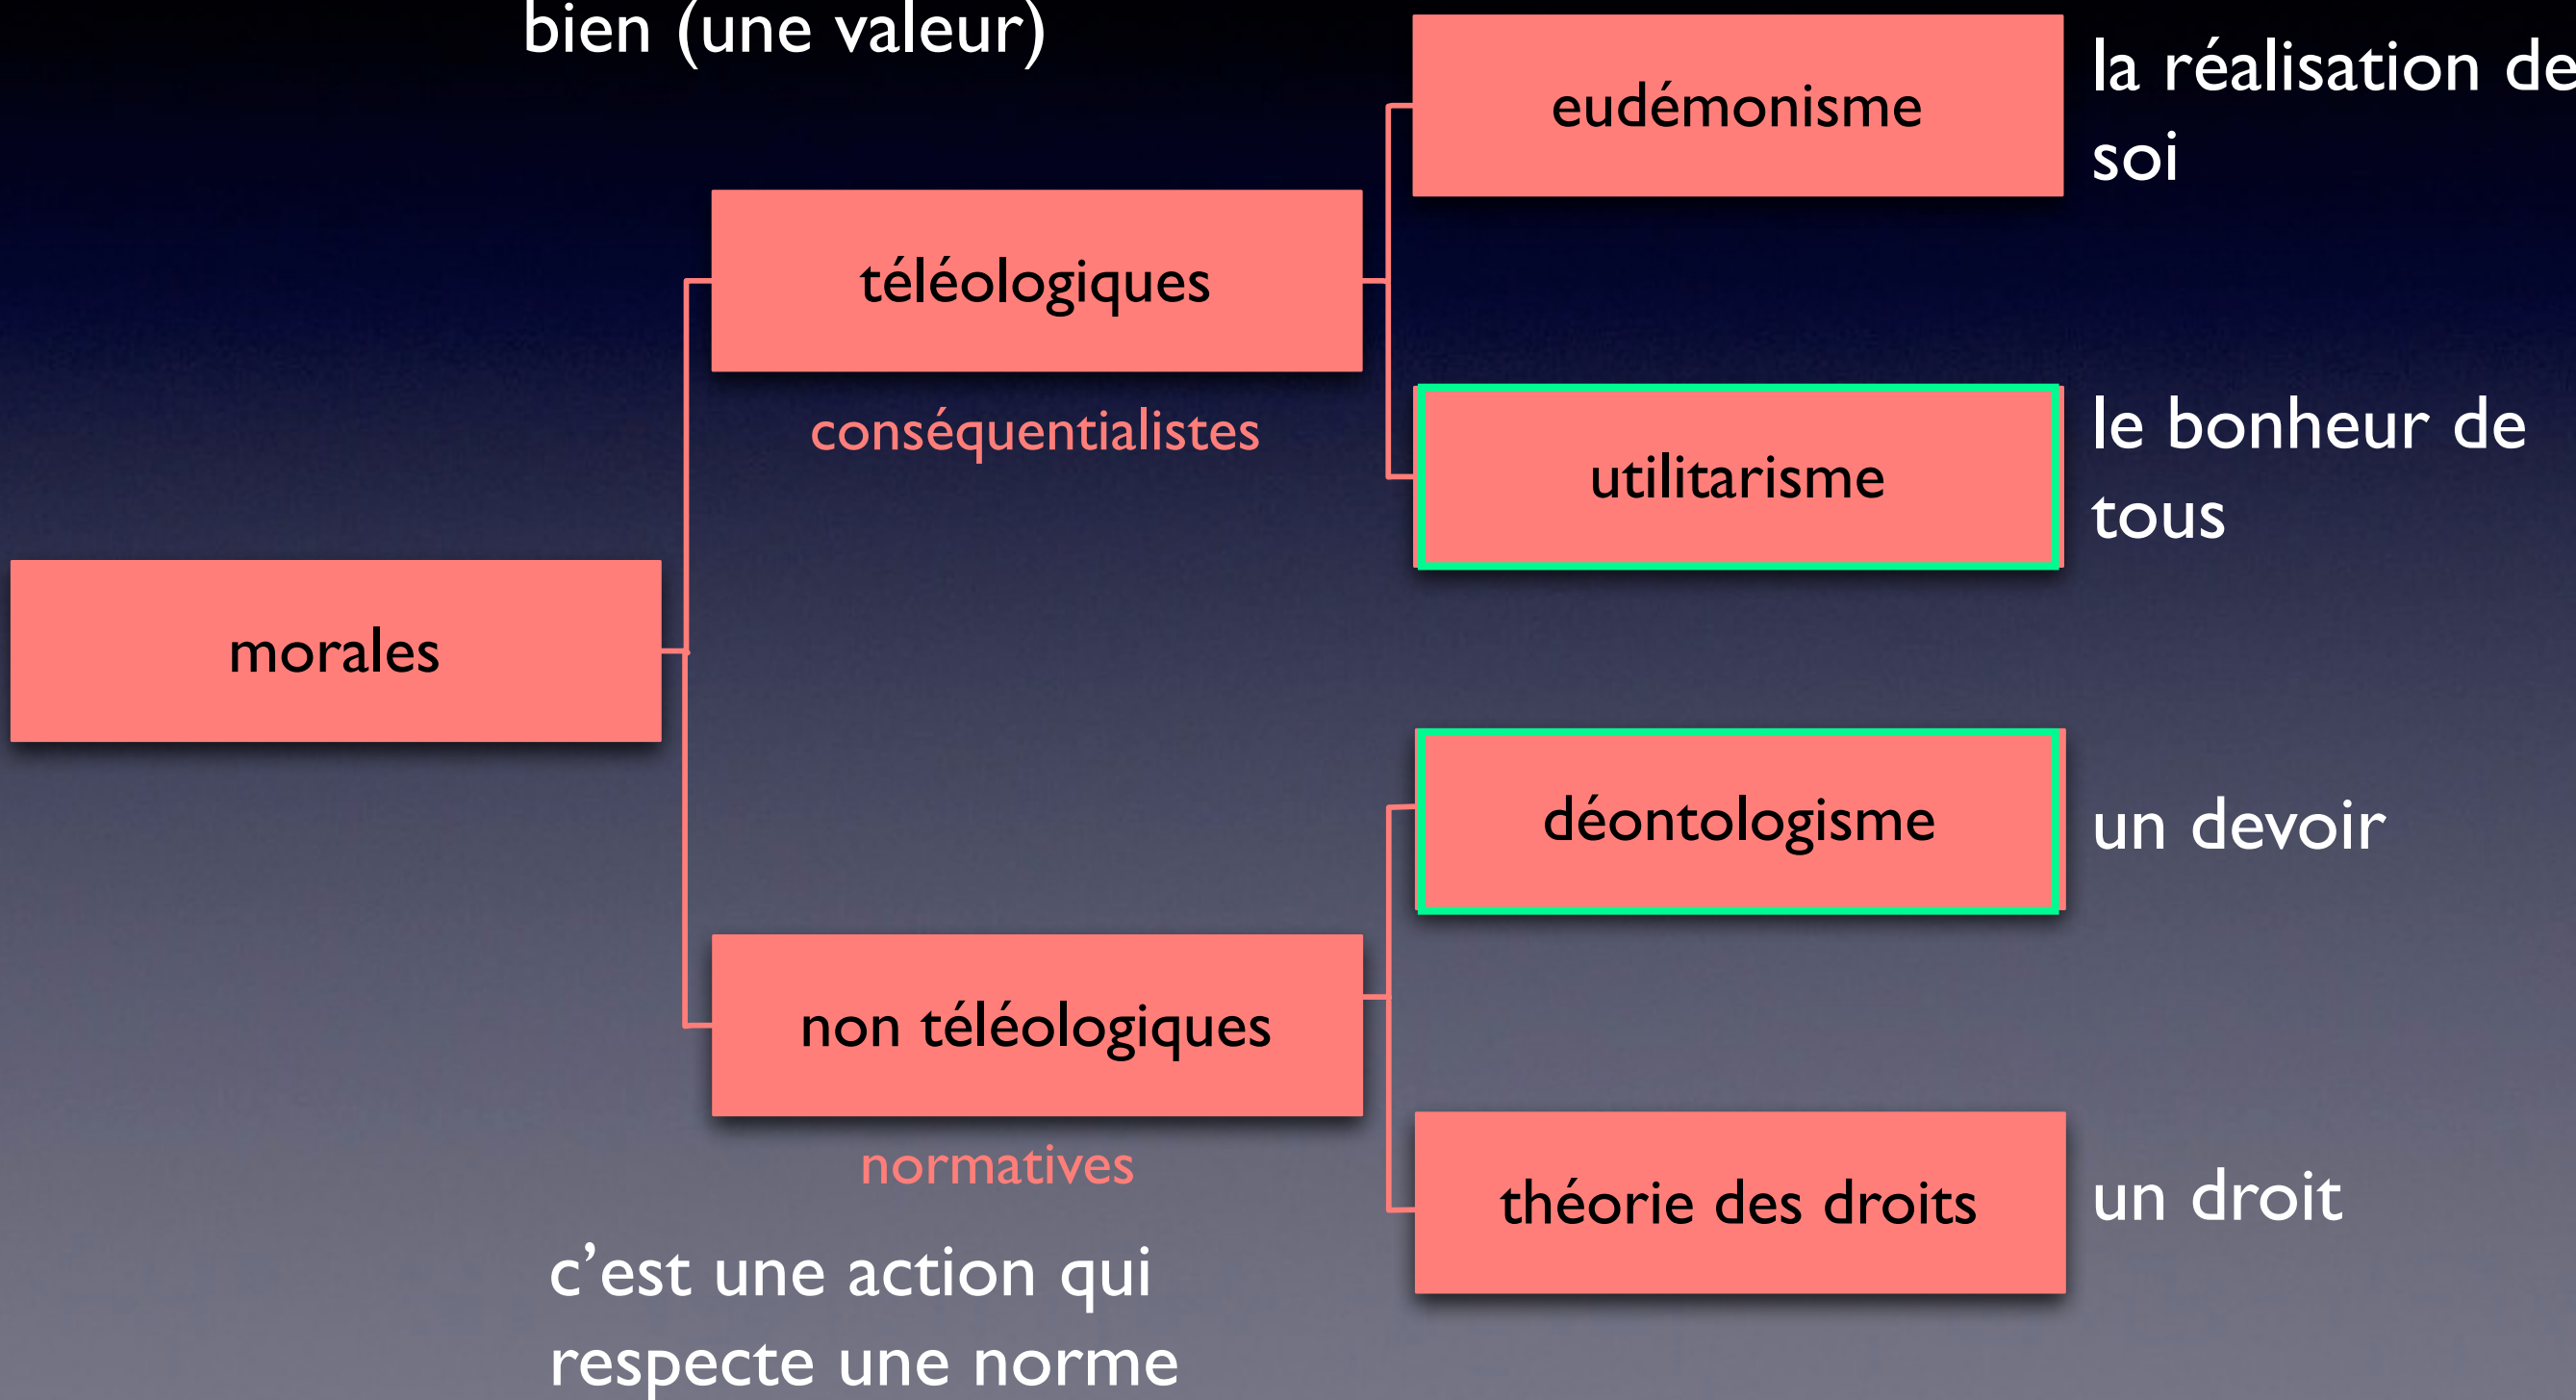 bien (une valeur)
eudémonisme
la réalisation de
soi
téléologiques
conséquentialistes
utilitarisme
le bonheur de
tous
morales
déontologisme
un devoir
non téléologiques
normatives
théorie des droits
un droit
c’est une action qui
respecte une norme